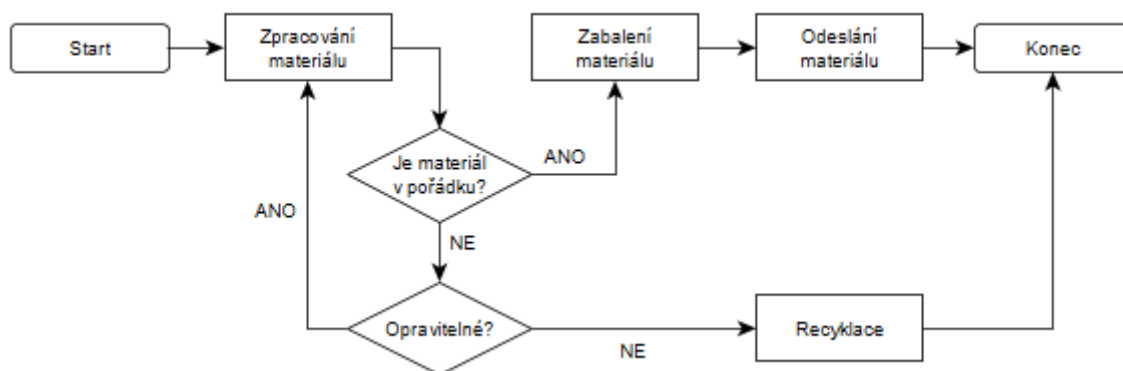 Start
Zpracování
materiálu
Zabalení
materiálu
Odeslání
materiálu
Konec
Je materiál
v pořádku?
ANO
ANO
NE
Opravitelné?
NE
Recyklace